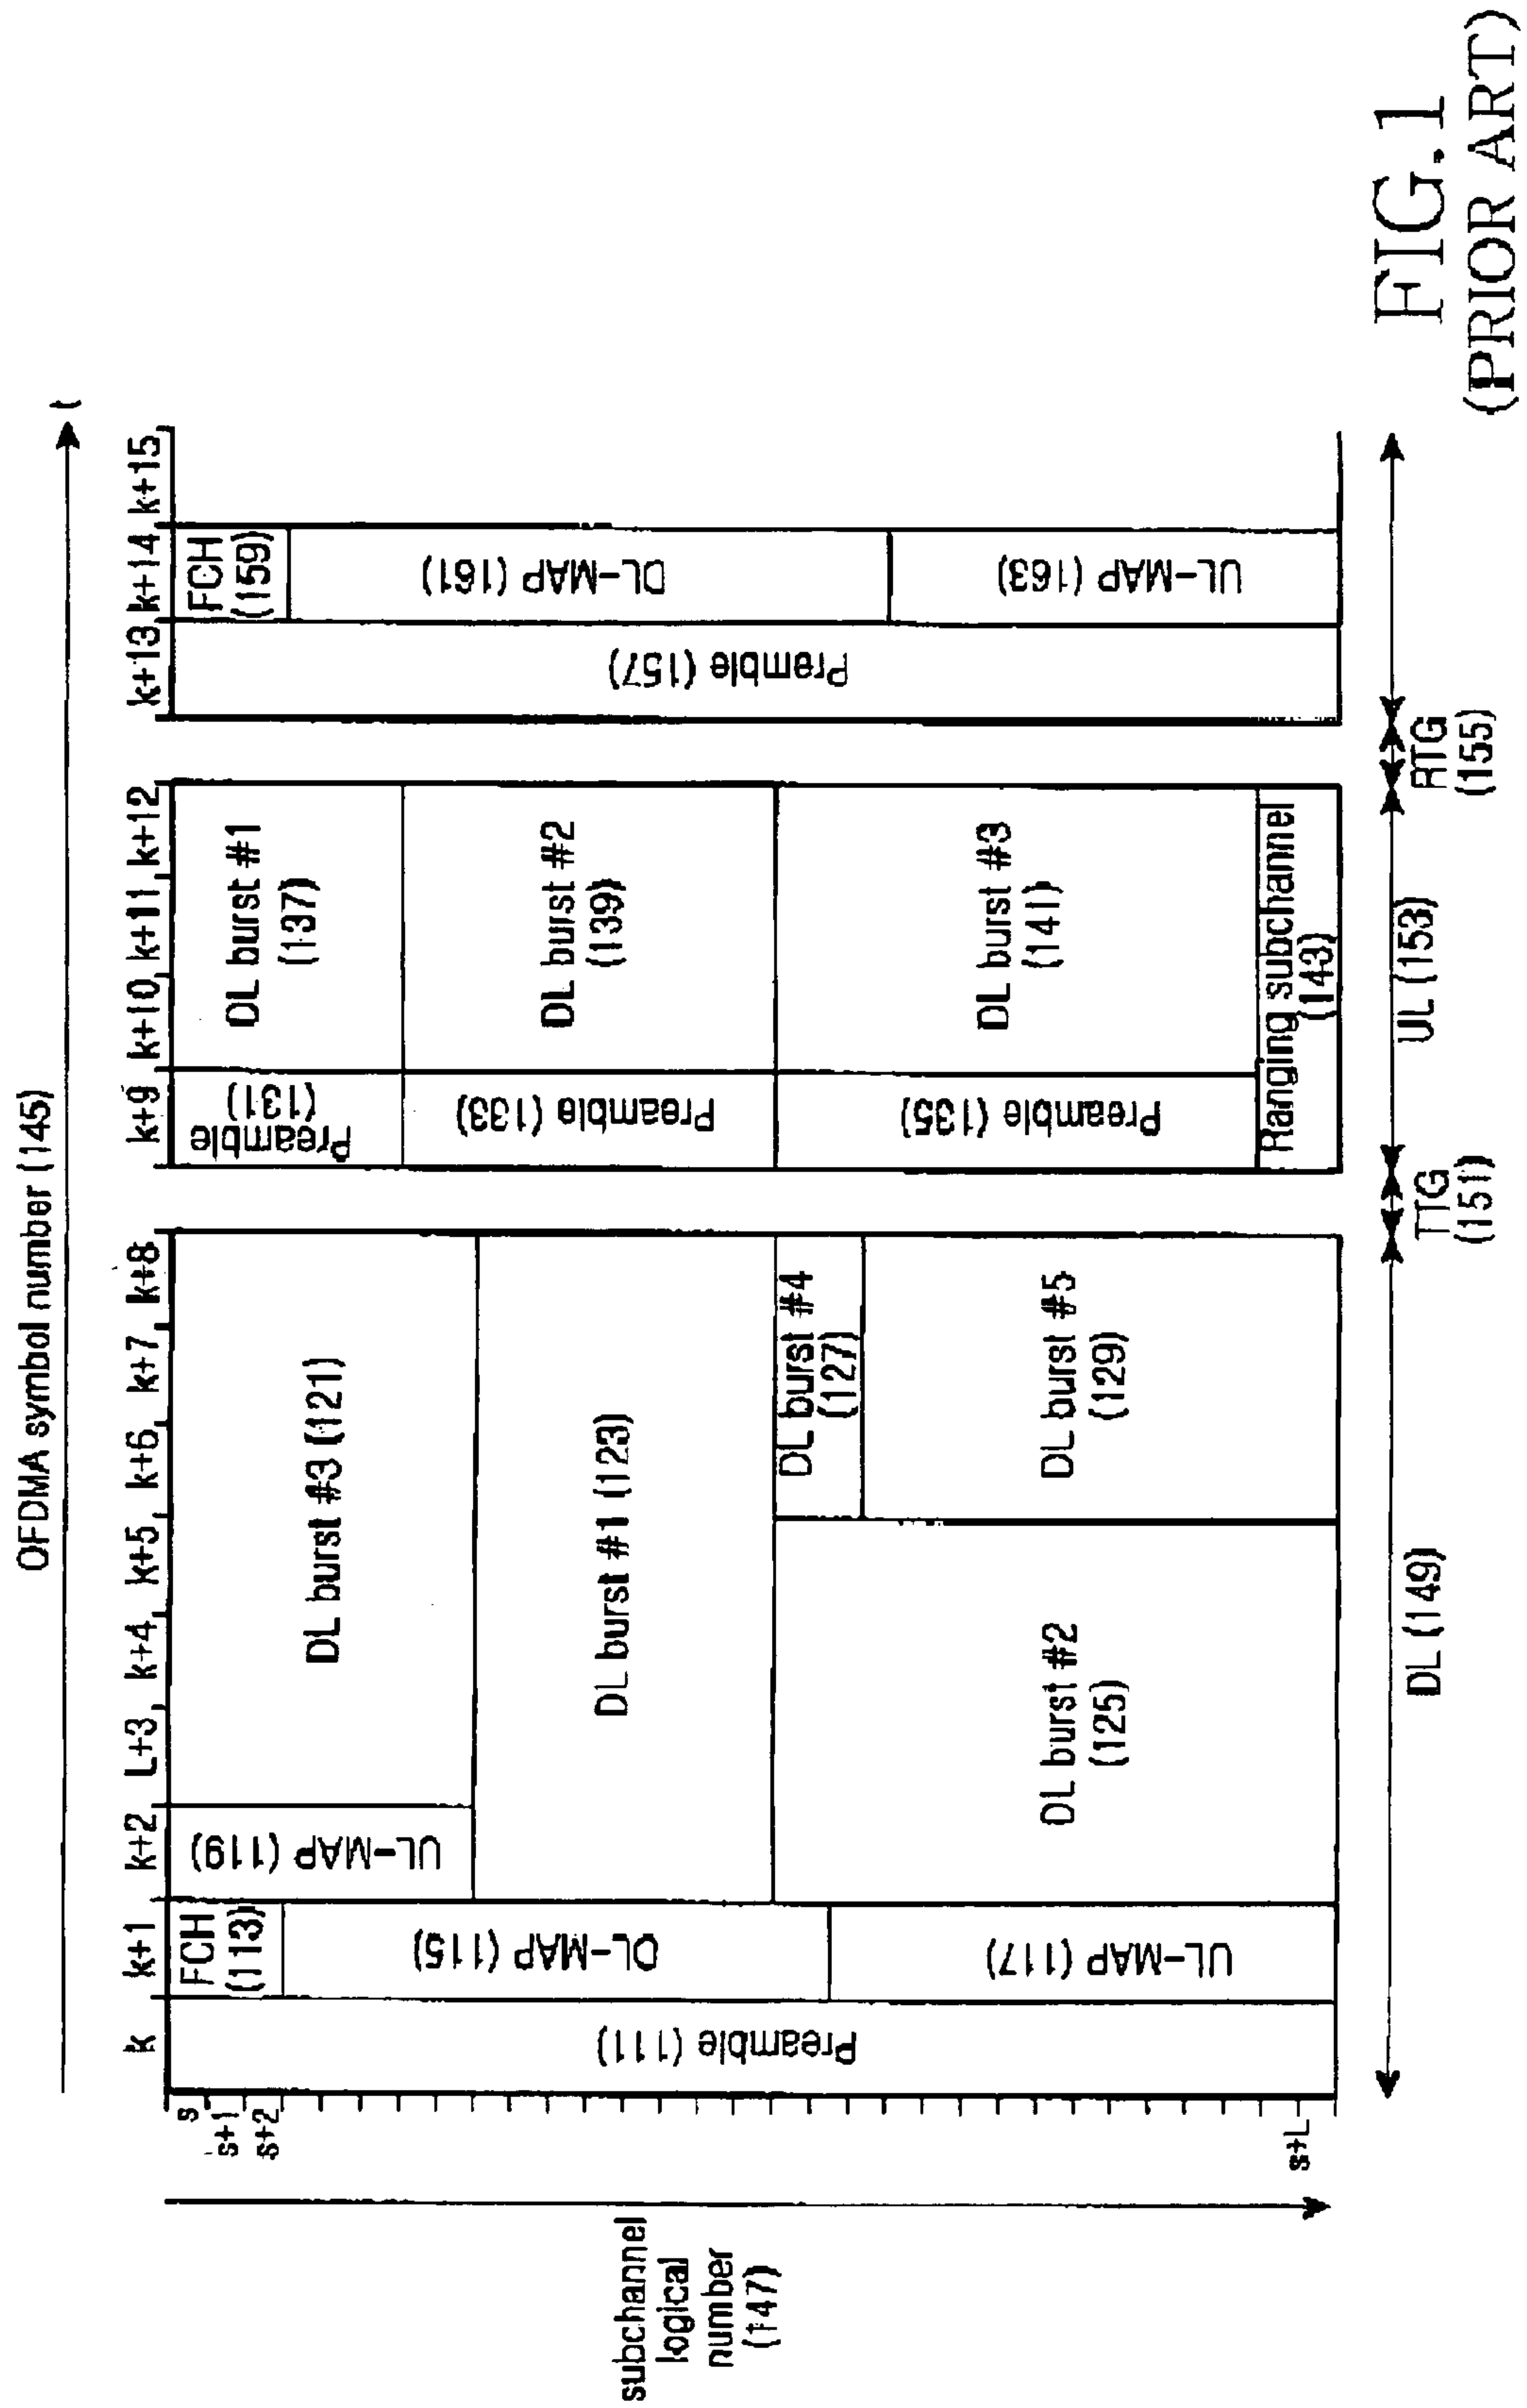 OFDMA symbol number (145)
t
k
k+1
k+2
L+3
k+4
k+5
k+6
k+7
k+8
k+9
k+10
k+11
k+12
k+13
k+14
k+15
subchannel
logical
number
(147)
s
s+1
s+2
s+L
Preamble (111)
FCH
(113)
DL-MAP (115)
UL-MAP (117)
UL-MAP (119)
DL burst #3 (121)
DL burst #1 (123)
DL burst #2
(125)
DL burst #4
(127)
DL burst #5
(129)
Preamble
(131)
Preamble (133)
Preamble (135)
DL burst #1
(137)
DL burst #2
(139)
DL burst #3
(141)
Ranging subchannel
(143)
Premble (157)
FCH
(159)
DL-MAP (161)
UL-MAP (163)
DL (149)
TTG
(151)
UL (153)
RTG
(155)
FIG.1
(PRIOR ART)